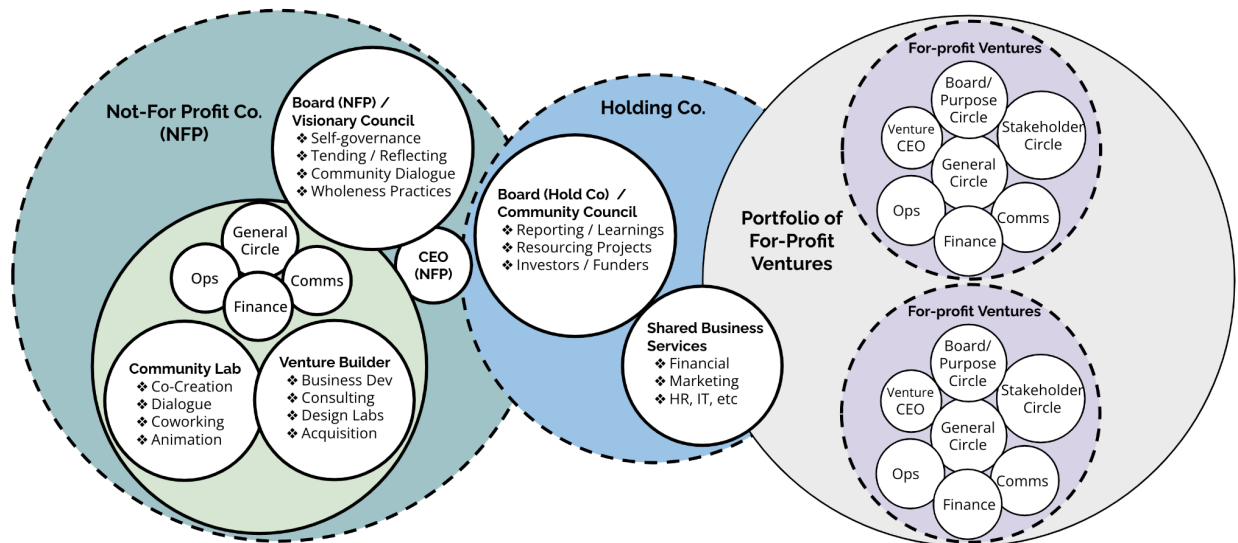 Not-For Profit Co.
(NFP)
Board (NFP) /
Visionary Council
❖ Self-governance
❖ Tending / Reflecting
❖ Community Dialogue
❖ Wholeness Practices
General
Circle
Ops
Comms
Finance
CEO
(NFP)
Community Lab
❖ Co-Creation
❖ Dialogue
❖ Coworking
❖ Animation
Venture Builder
❖ Business Dev
❖ Consulting
❖ Design Labs
❖ Acquisition
Holding Co.
Board (Hold Co) /
Community Council
❖ Reporting / Learnings
❖ Resourcing Projects
❖ Investors / Funders
Shared Business
Services
❖ Financial
❖ Marketing
❖ HR, IT, etc
Portfolio of
For-Profit
Ventures
For-profit Ventures
Board/
Purpose
Circle
Venture
CEO
Stakeholder
Circle
General
Circle
Ops
Comms
Finance
For-profit Ventures
Board/
Purpose
Circle
Venture
CEO
Stakeholder
Circle
General
Circle
Ops
Comms
Finance